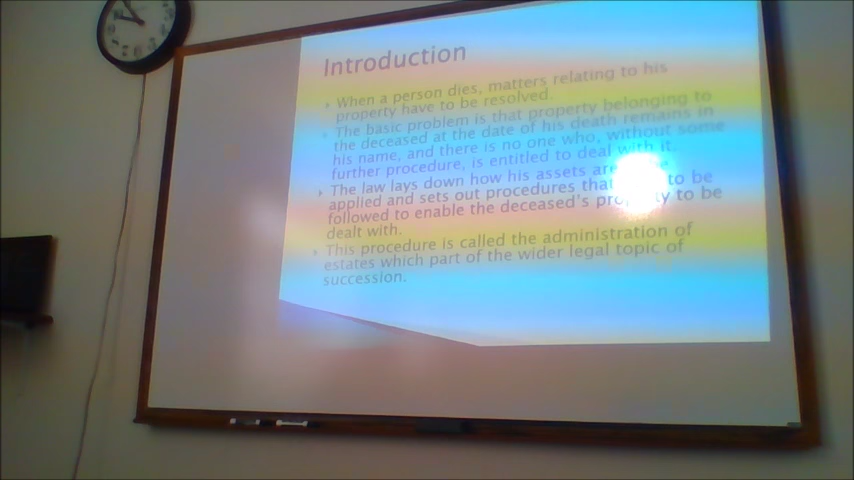 Introduction
When a person dies, matters relating to his
property have to be resolved.
The basic problem is that property belonging to
the deceased at the date of his death remains in
his name, and there is no one who, without some
further procedure, is entitled to deal with it.
The law lays down how his assets are
applied and sets out procedures that to be
followed to enable the deceased's to be
dealt with.
This procedure is called the administration of
estates which part of the wider legal topic of
succession.